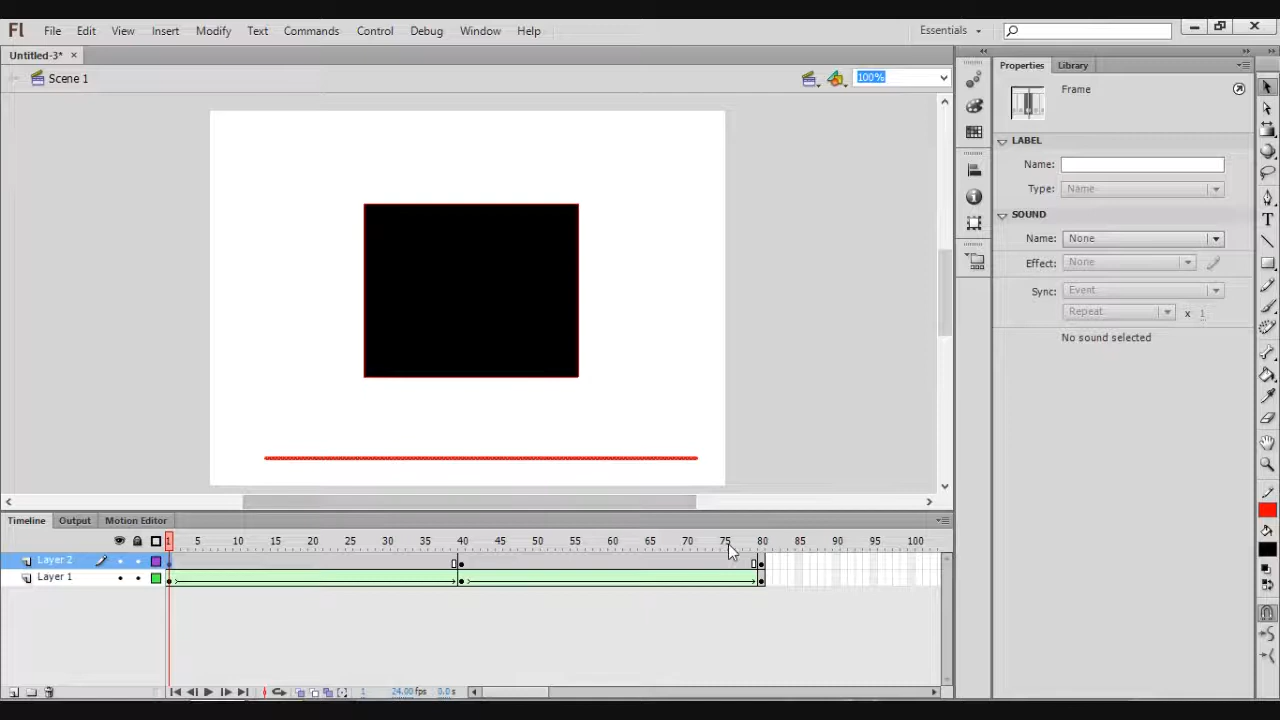 Fl File Edit View Insert Modify Text Commands Control Debug Window Help Essentials
Untitled-3* ×
Scene 1 100%
Properties Library
Frame
LABEL
Name:
Type: Name
SOUND
Name: None
Effect: None
Sync: Event
Repeat x 1
No sound selected
Timeline Output Motion Editor
1 5 10 15 20 25 30 35 40 45 50 55 60 65 70 75 80 85 90 95 100
Layer 2
Layer 1
1 24.00 fps 0.0 s